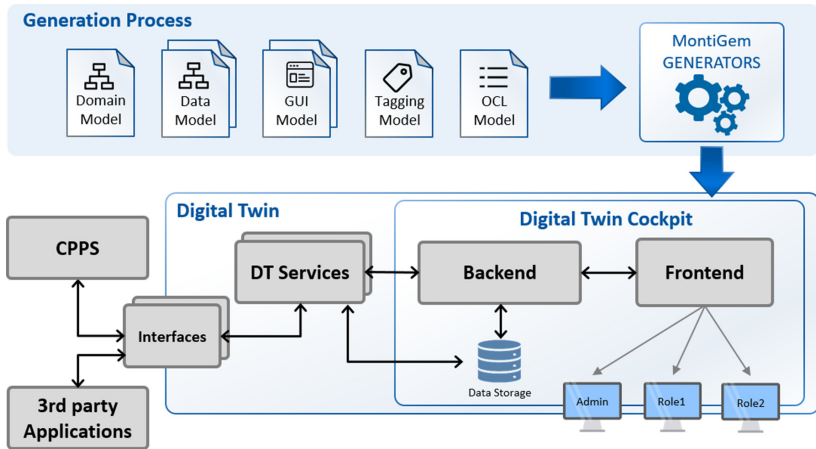 Generation Process
Domain
Model
Data
Model
GUI
Model
Tagging
Model
OCL
Model
MontiGem
GENERATORS
Digital Twin
Digital Twin Cockpit
CPPS
DT Services
Backend
Frontend
Interfaces
3rd party
Applications
Data Storage
Admin
Role1
Role2